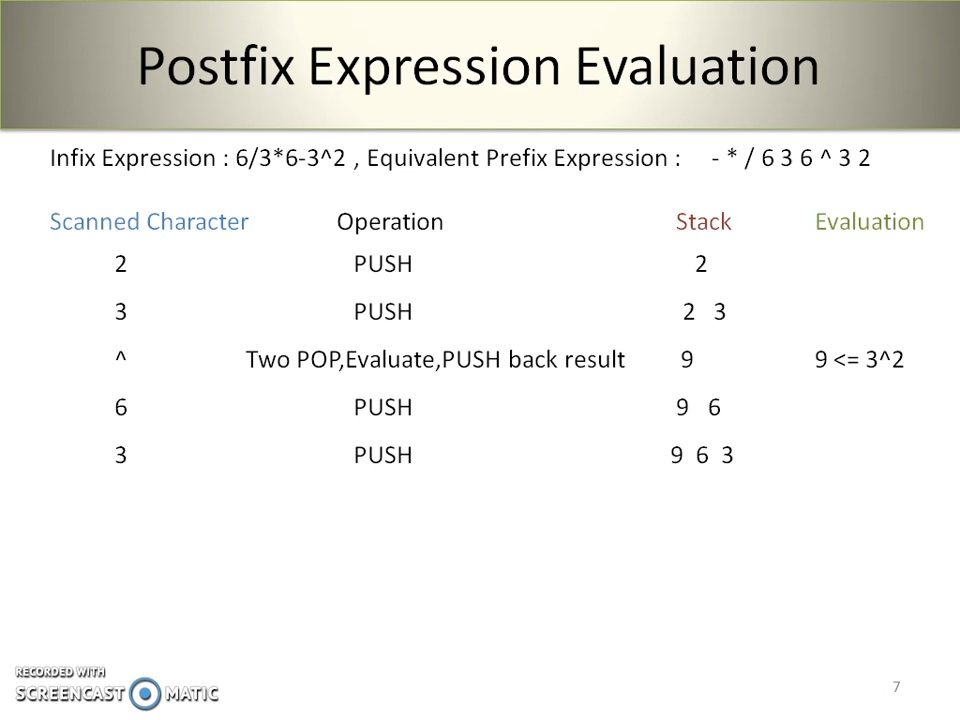 Postfix Expression Evaluation
Infix Expression : 6/3*6-3^2 , Equivalent Prefix Expression : - * / 6 3 6 ^ 3 2
Scanned Character Operation Stack Evaluation
2 PUSH 2
3 PUSH 2 3
^ Two POP,Evaluate,PUSH back result 9 9 <= 3^2
6 PUSH 9 6
3 PUSH 9 6 3
RECORDED WITH
SCREENCAST MATIC
7